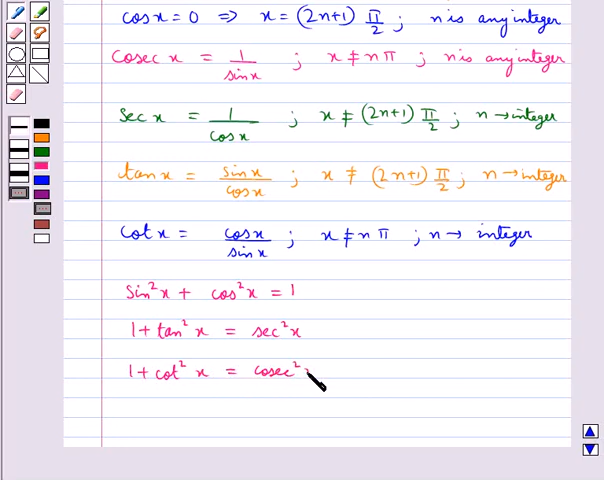 cos x = 0 ⇒ x = (2n+1) π/2 ; n is any integer
cosec x = 1/sin x ; x ≠ n π ; n is any integer
sec x = 1/cos x ; x ≠ (2n+1) π/2 ; n → integer
tan x = sin x/cos x ; x ≠ (2n+1) π/2 ; n → integer
cot x = cos x/sin x ; x ≠ n π ; n → integer
sin²x + cos²x = 1
1 + tan²x = sec²x
1 + cot²x = cosec²